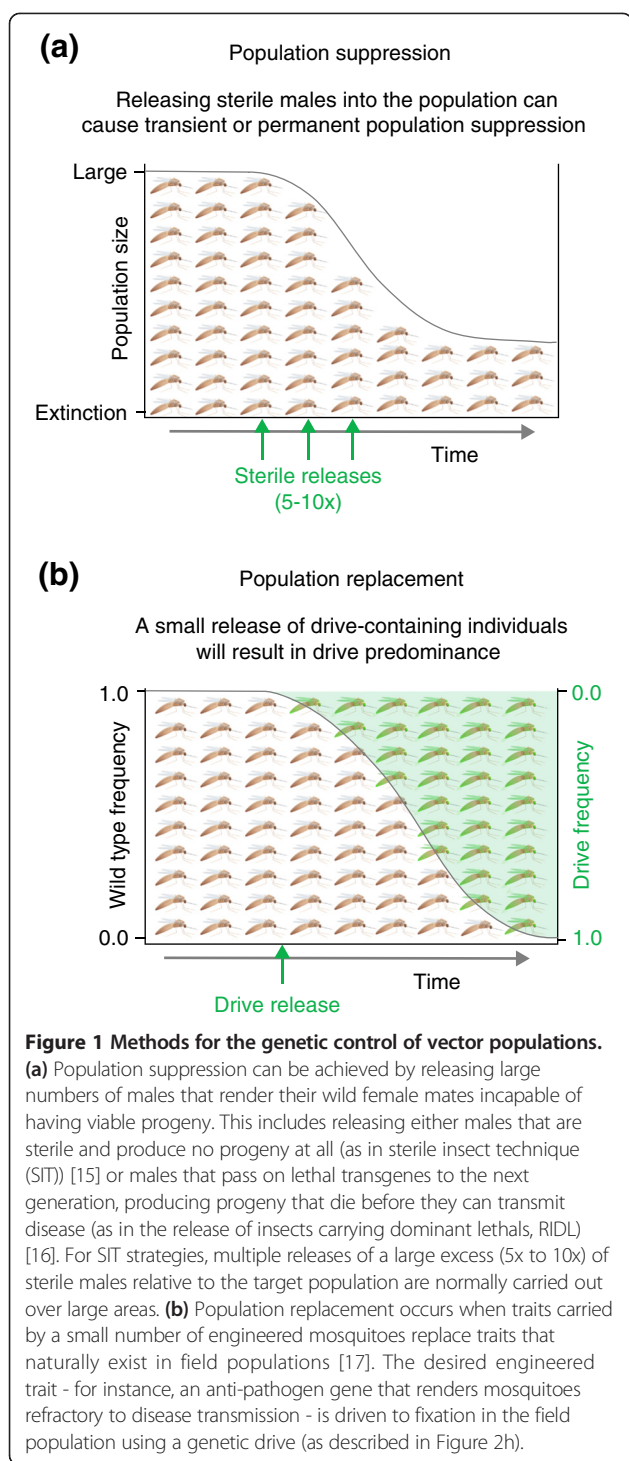 (a)
Population suppression
Releasing sterile males into the population can
cause transient or permanent population suppression
Large
Population size
Extinction
Time
Sterile releases
(5-10x)
(b)
Population replacement
A small release of drive-containing individuals
will result in drive predominance
1.0
0.0
Wild type frequency
Drive frequency
0.0
1.0
Time
Drive release
Figure 1 Methods for the genetic control of vector populations.
(a) Population suppression can be achieved by releasing large
numbers of males that render their wild female mates incapable of
having viable progeny. This includes releasing either males that are
sterile and produce no progeny at all (as in sterile insect technique
(SIT)) [15] or males that pass on lethal transgenes to the next
generation, producing progeny that die before they can transmit
disease (as in the release of insects carrying dominant lethals, RIDL)
[16]. For SIT strategies, multiple releases of a large excess (5x to 10x) of
sterile males relative to the target population are normally carried out
over large areas. (b) Population replacement occurs when traits carried
by a small number of engineered mosquitoes replace traits that
naturally exist in field populations [17]. The desired engineered
trait - for instance, an anti-pathogen gene that renders mosquitoes
refractory to disease transmission - is driven to fixation in the field
population using a genetic drive (as described in Figure 2h).